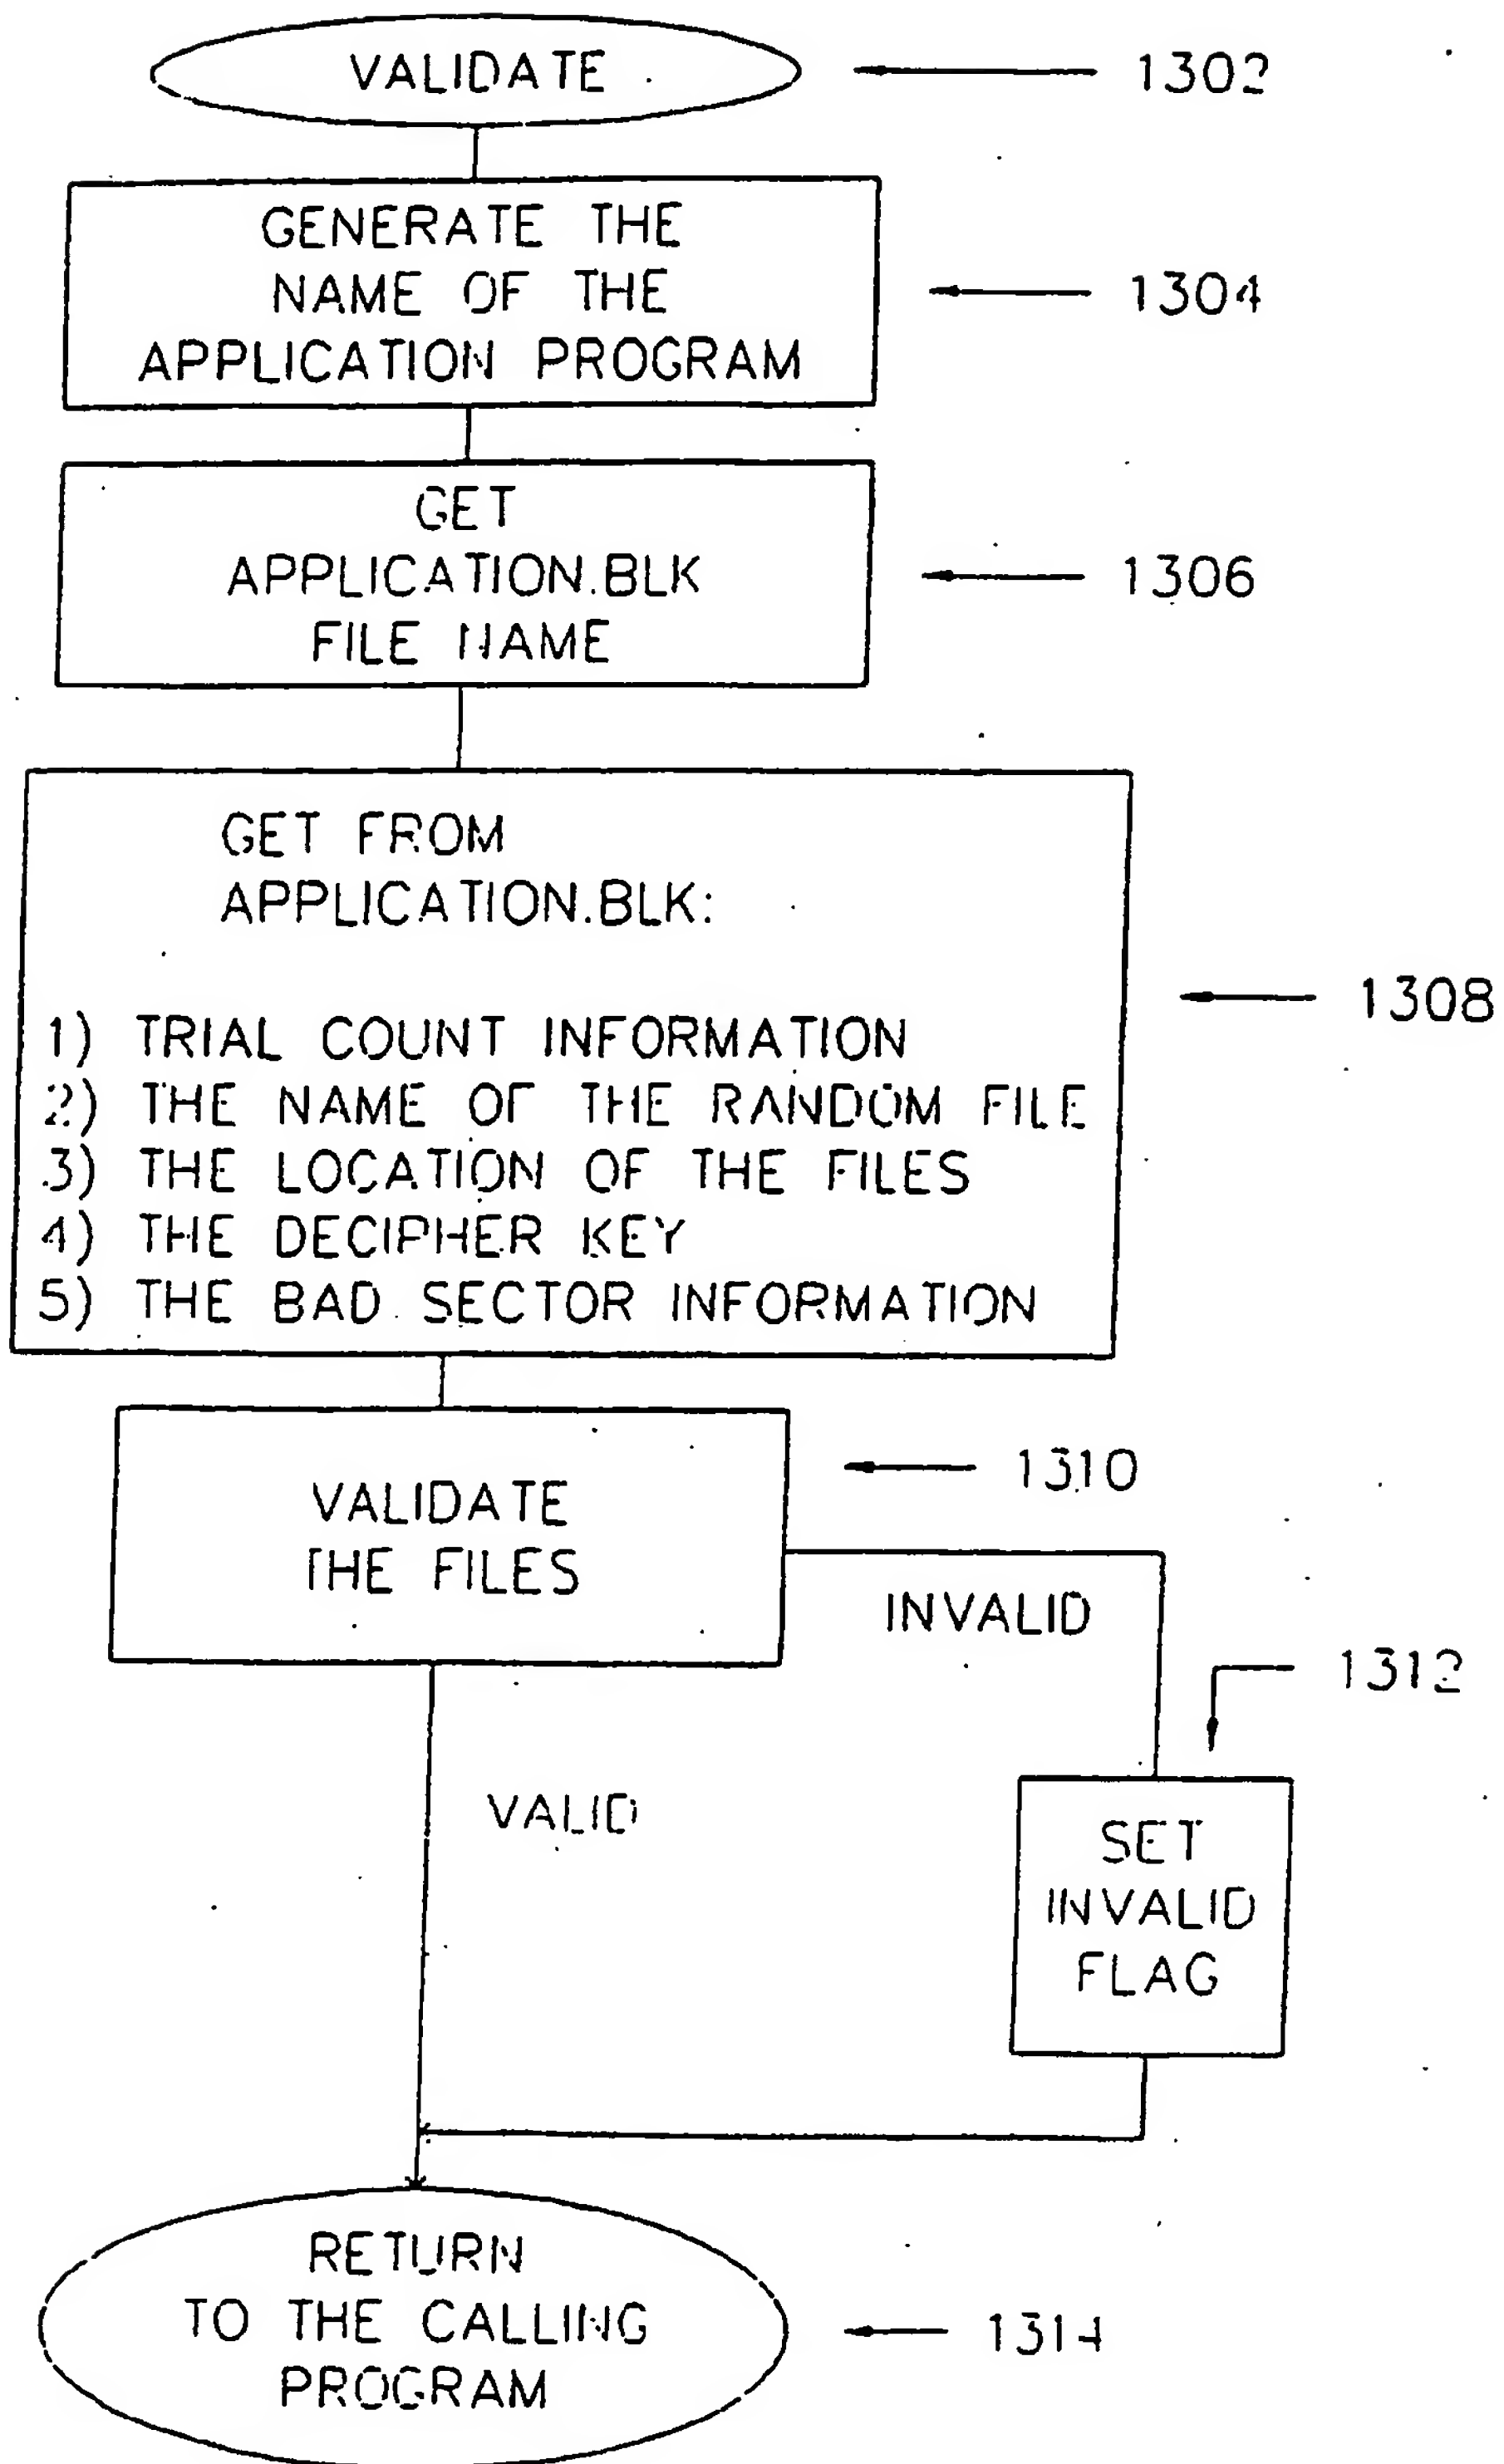 VALIDATE
1302
GENERATE THE
NAME OF THE
APPLICATION PROGRAM
1304
GET
APPLICATION.BLK
FILE NAME
1306
GET FROM
APPLICATION.BLK:
1308
1) TRIAL COUNT INFORMATION
2) THE NAME OF THE RANDOM FILE
3) THE LOCATION OF THE FILES
4) THE DECIPHER KEY
5) THE BAD SECTOR INFORMATION
1310
VALIDATE
THE FILES
INVALID
1312
VALID
SET
INVALID
FLAG
RETURN
TO THE CALLING
PROGRAM
1314